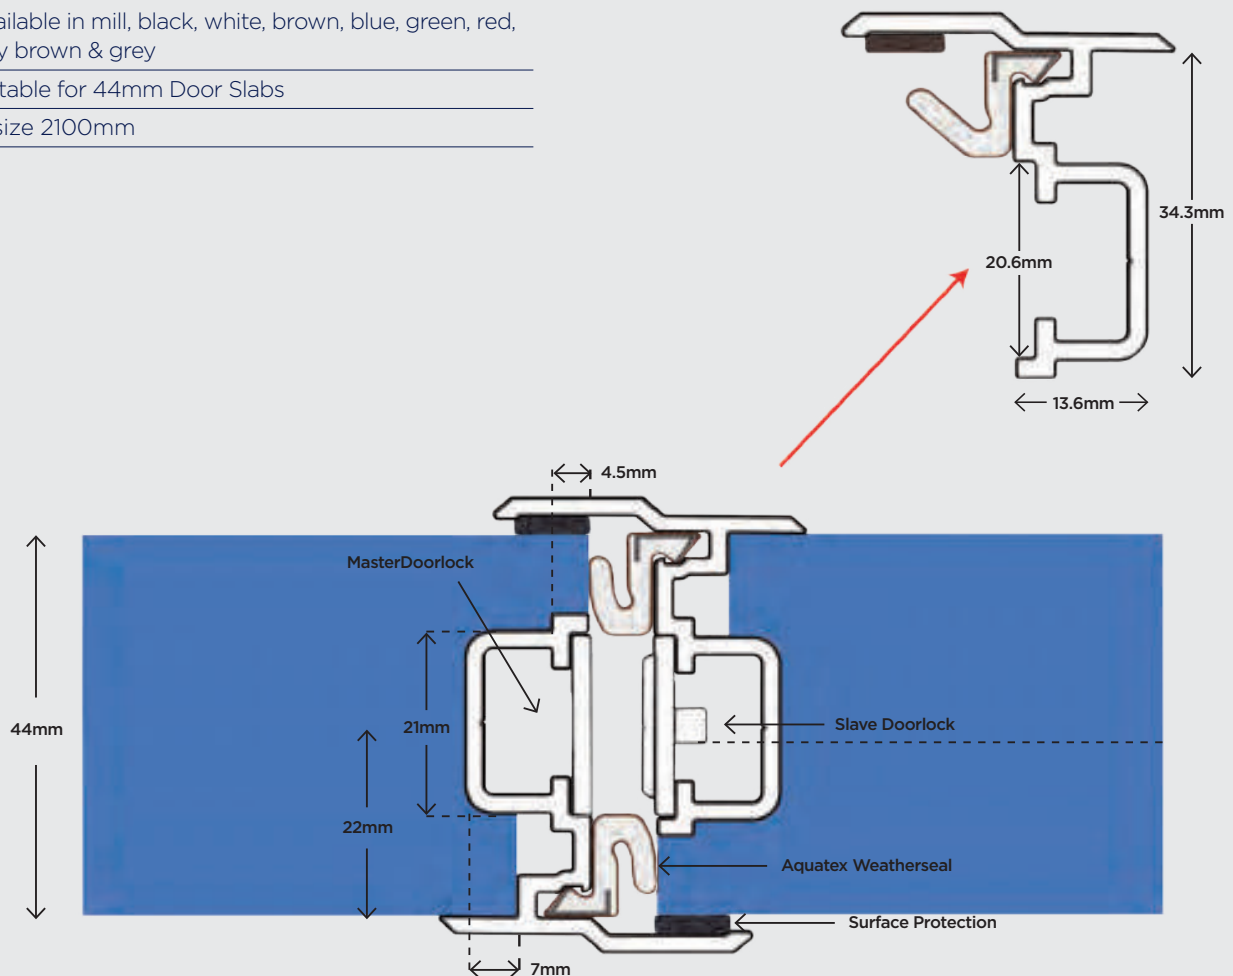 ailable in mill, black, white, brown, blue, green, red,
y brown & grey
table for 44mm Door Slabs
size 2100mm
34.3mm
20.6mm
13.6mm
4.5mm
MasterDoorlock
44mm
21mm
Slave Doorlock
22mm
Aquatex Weatherseal
Surface Protection
7mm